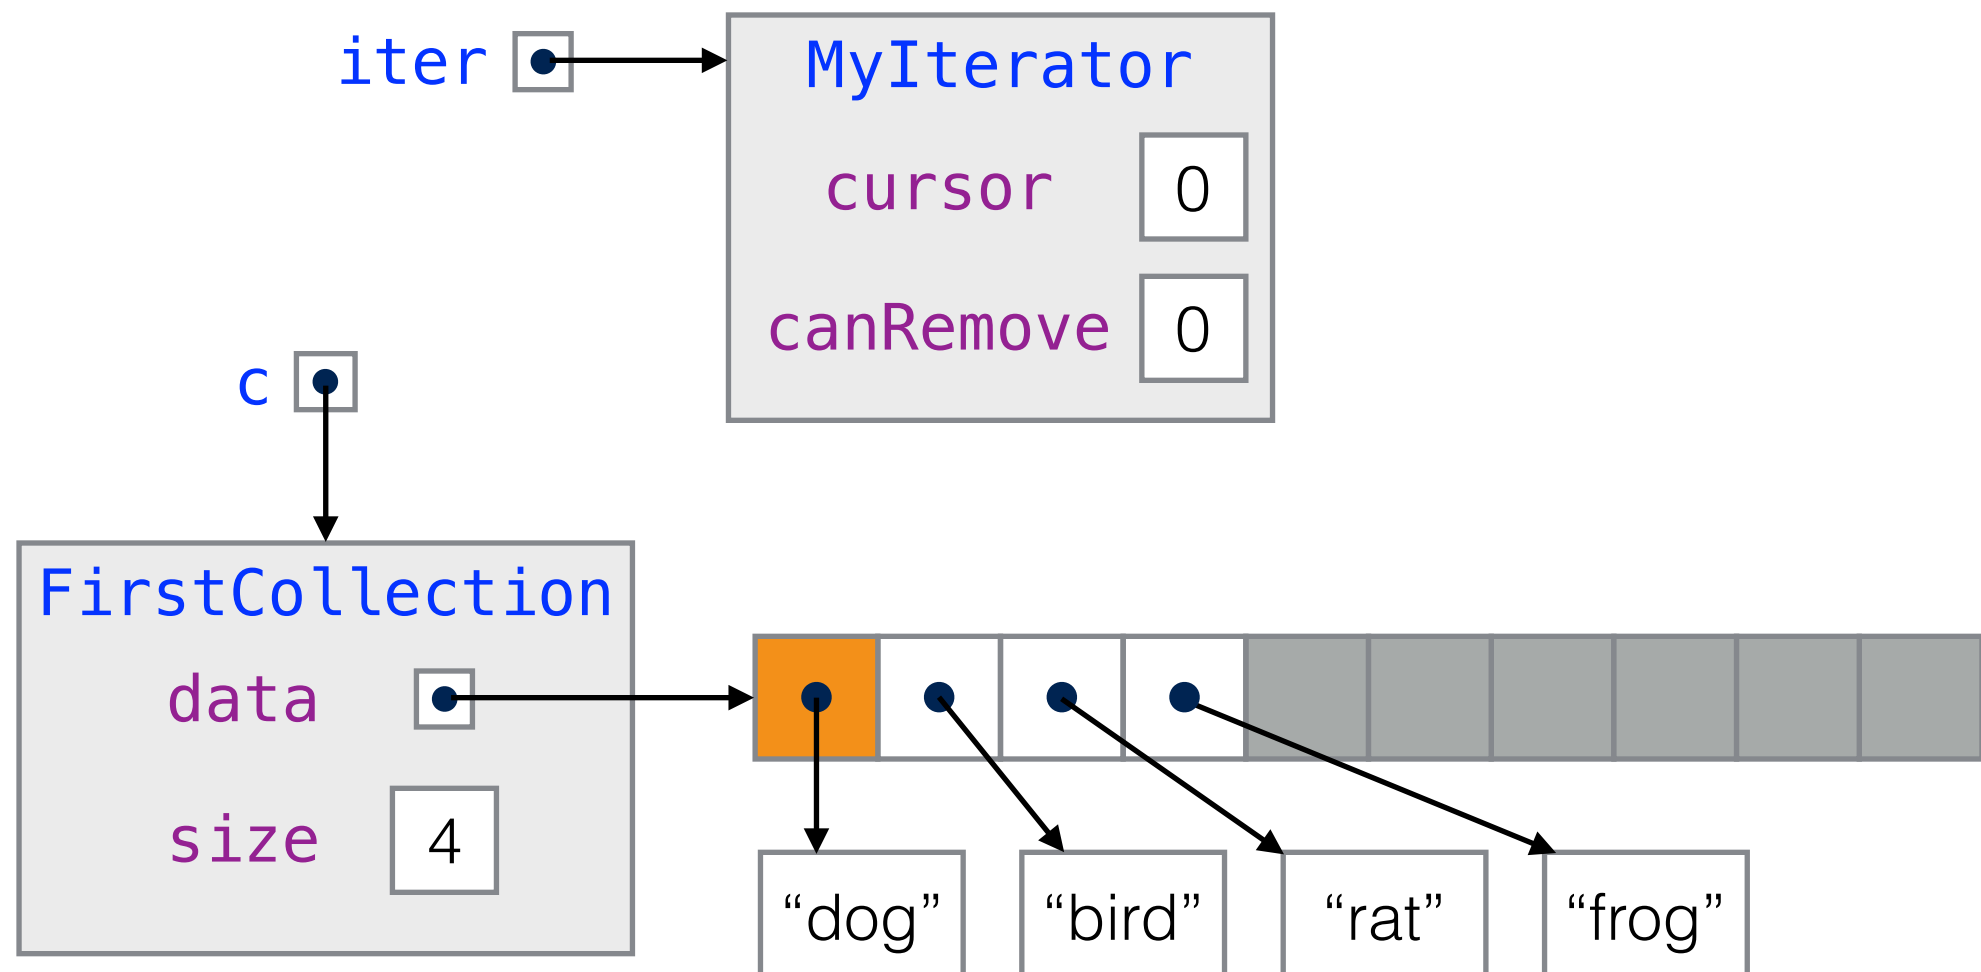 iter
MyIterator
cursor 0
canRemove 0
c
FirstCollection
data
size 4
“dog” “bird” “rat” “frog”